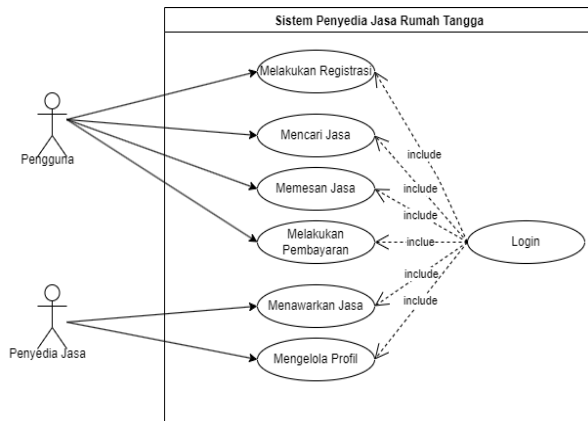 Sistem Penyedia Jasa Rumah Tangga
Melakukan Registrasi
Pengguna
Mencari Jasa
include
include
Memesan Jasa
include
Melakukan
Pembayaran
inclue
Login
include
Menawarkan Jasa
include
Penyedia Jasa
Mengelola Profil